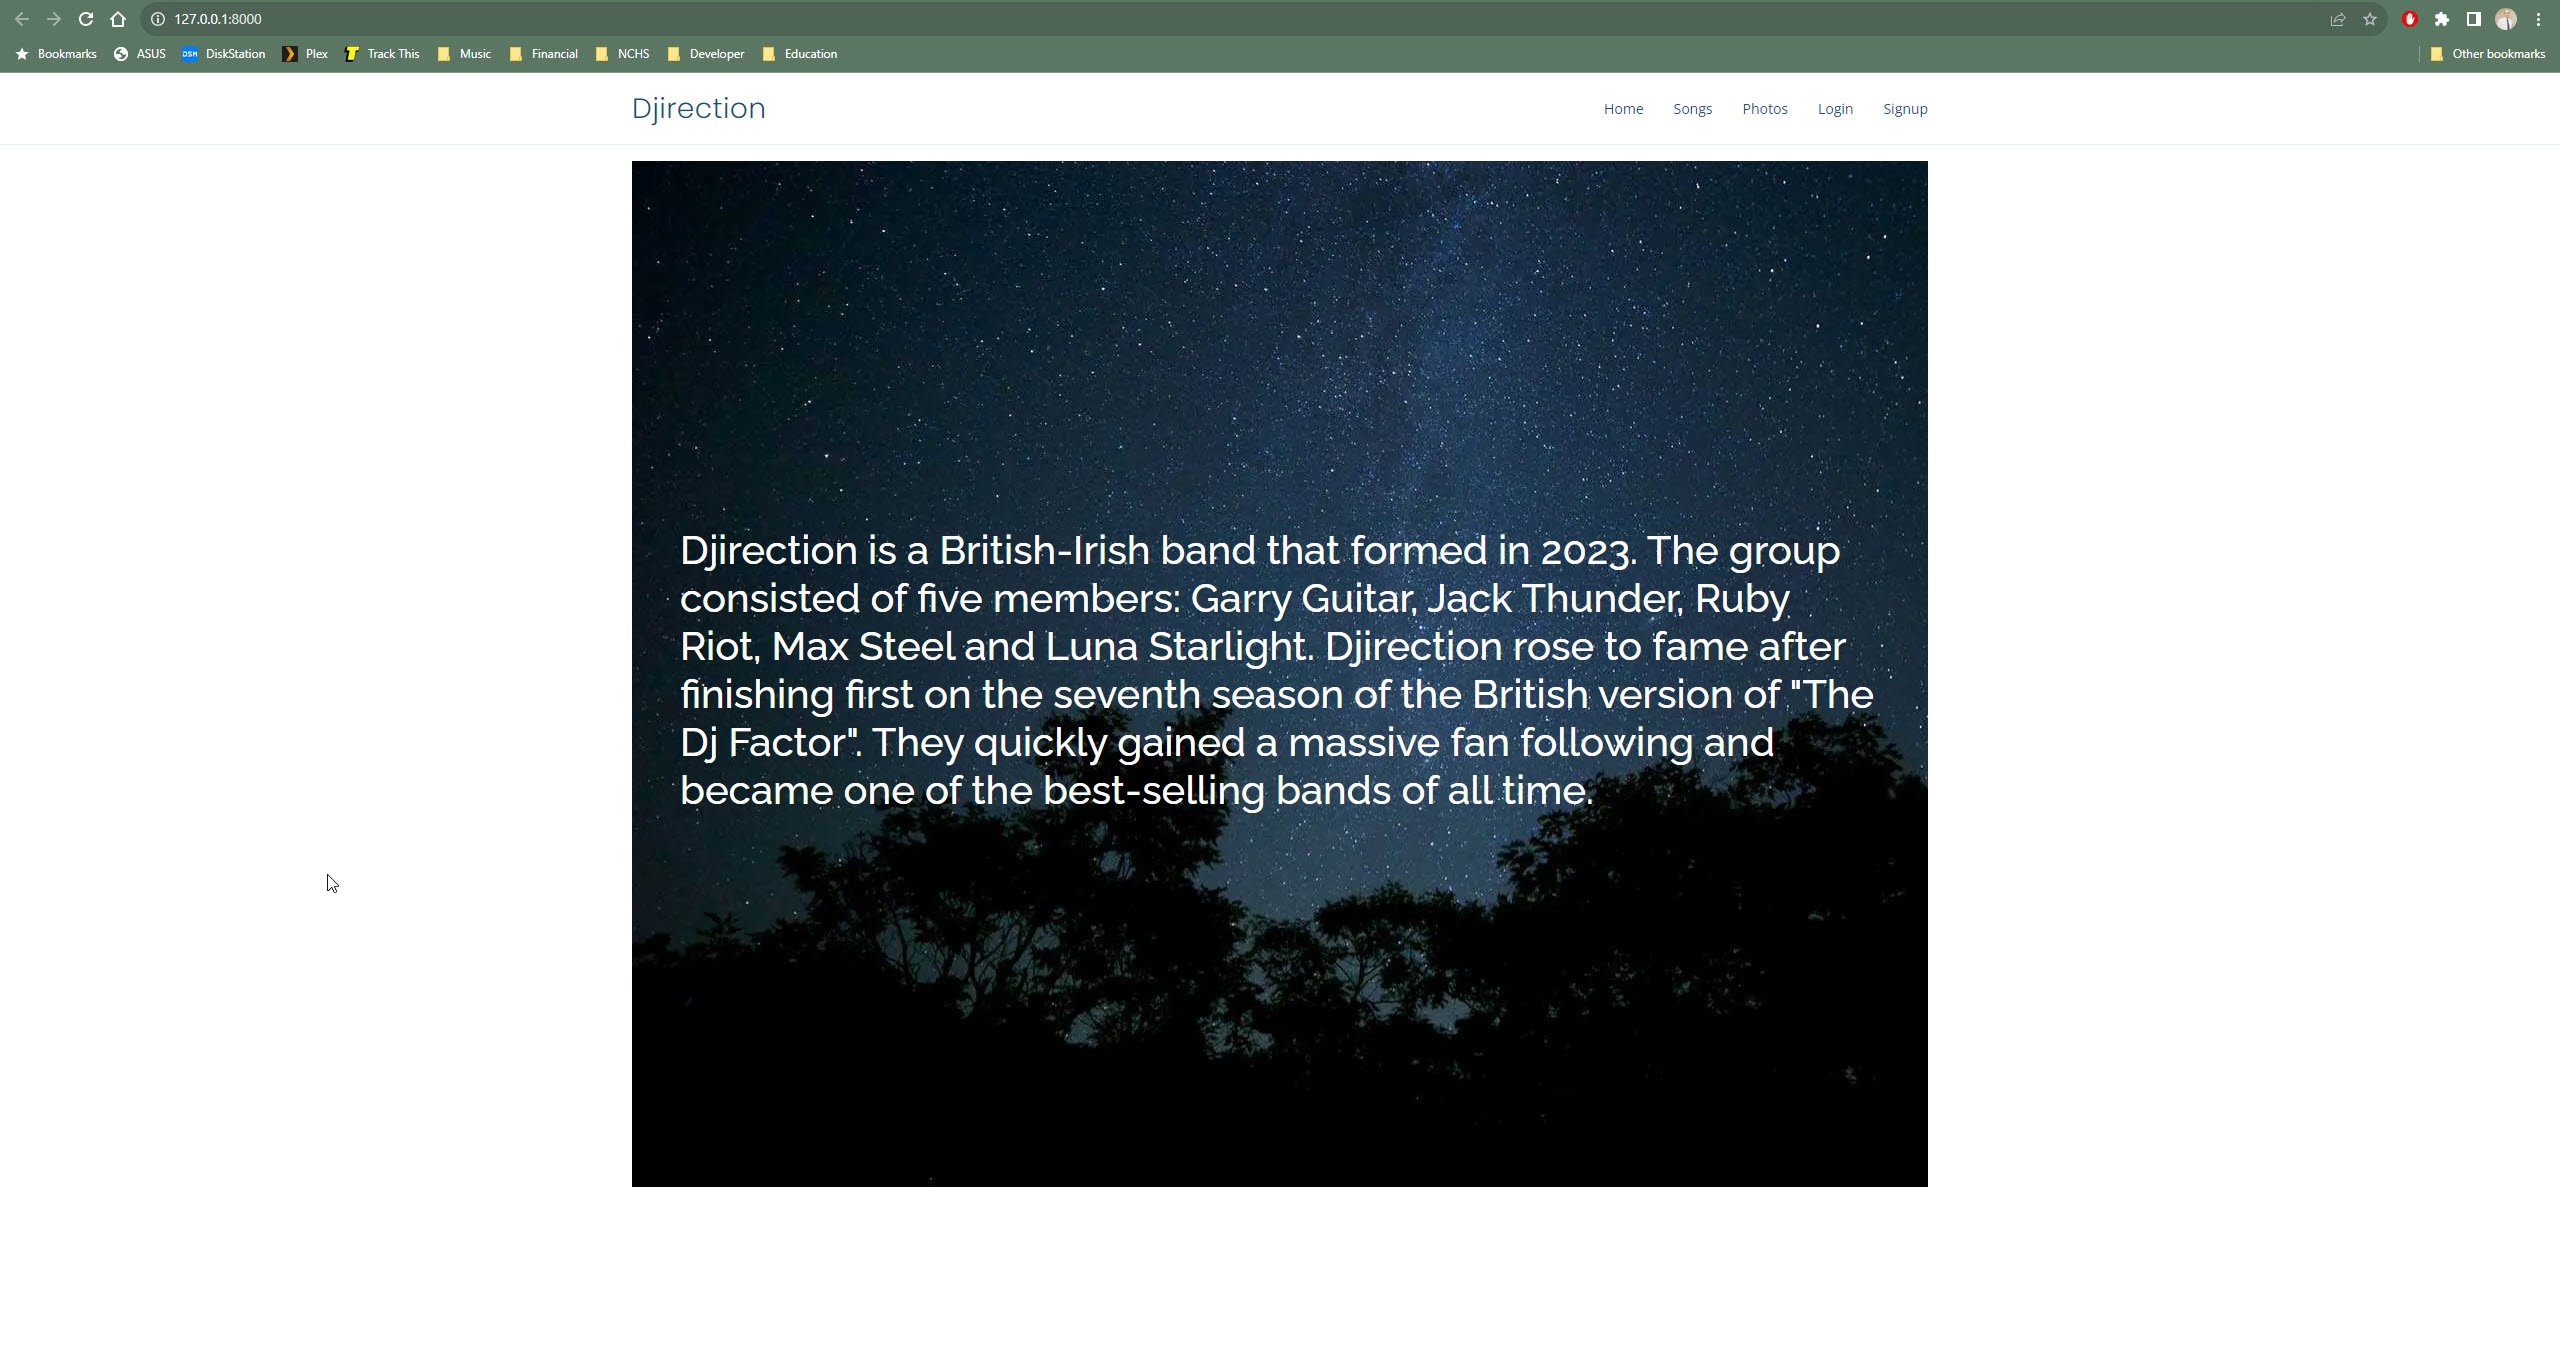 127.0.0.1:8000
Bookmarks ASUS DSM DiskStation Plex Track This Music Financial NCHS Developer Education Other bookmarks
Djirection Home Songs Photos Login Signup
Djirection is a British-Irish band that formed in 2023. The group
consisted of five members: Garry Guitar, Jack Thunder, Ruby
Riot, Max Steel and Luna Starlight. Djirection rose to fame after
finishing first on the seventh season of the British version of "The
Dj Factor". They quickly gained a massive fan following and
became one of the best-selling bands of all time.